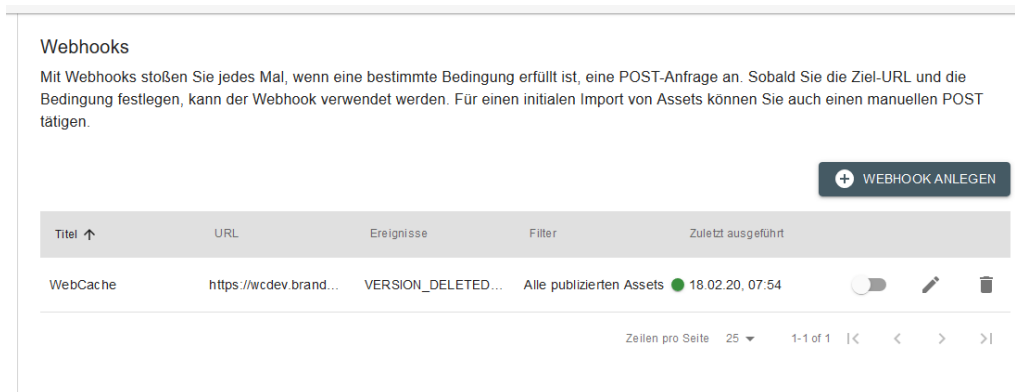 Webhooks
Mit Webhooks stoßen Sie jedes Mal, wenn eine bestimmte Bedingung erfüllt ist, eine POST-Anfrage an. Sobald Sie die Ziel-URL und die
Bedingung festlegen, kann der Webhook verwendet werden. Für einen initialen Import von Assets können Sie auch einen manuellen POST
tätigen.
WEBHOOK ANLEGEN
Titel URL Ereignisse Filter Zuletzt ausgeführt
WebCache https://wcdev.brand... VERSION_DELETED... Alle publizierten Assets 18.02.20, 07:54
Zeilen pro Seite 25 1-1 of 1